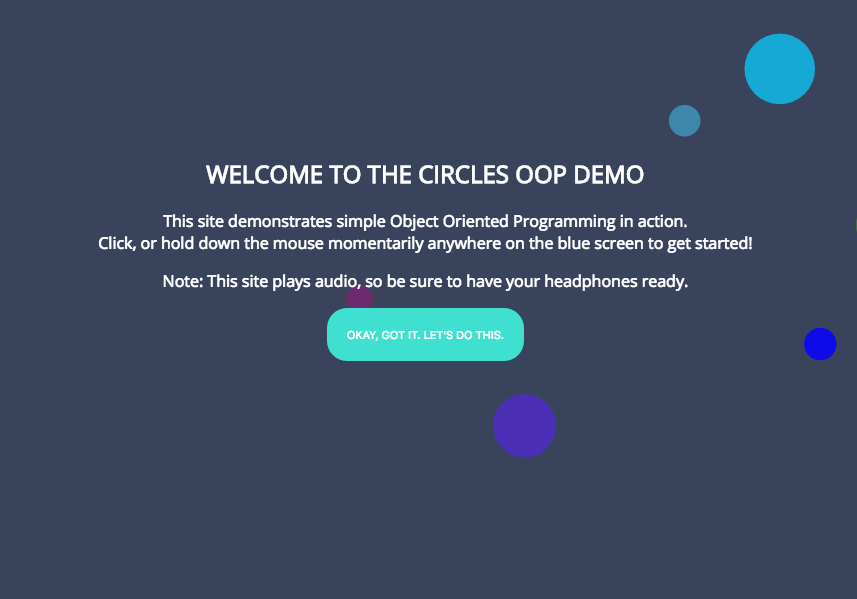 WELCOME TO THE CIRCLES OOP DEMO
This site demonstrates simple Object Oriented Programming in action.
Click, or hold down the mouse momentarily anywhere on the blue screen to get started!
Note: This site plays audio, so be sure to have your headphones ready.
OKAY, GOT IT. LET'S DO THIS.